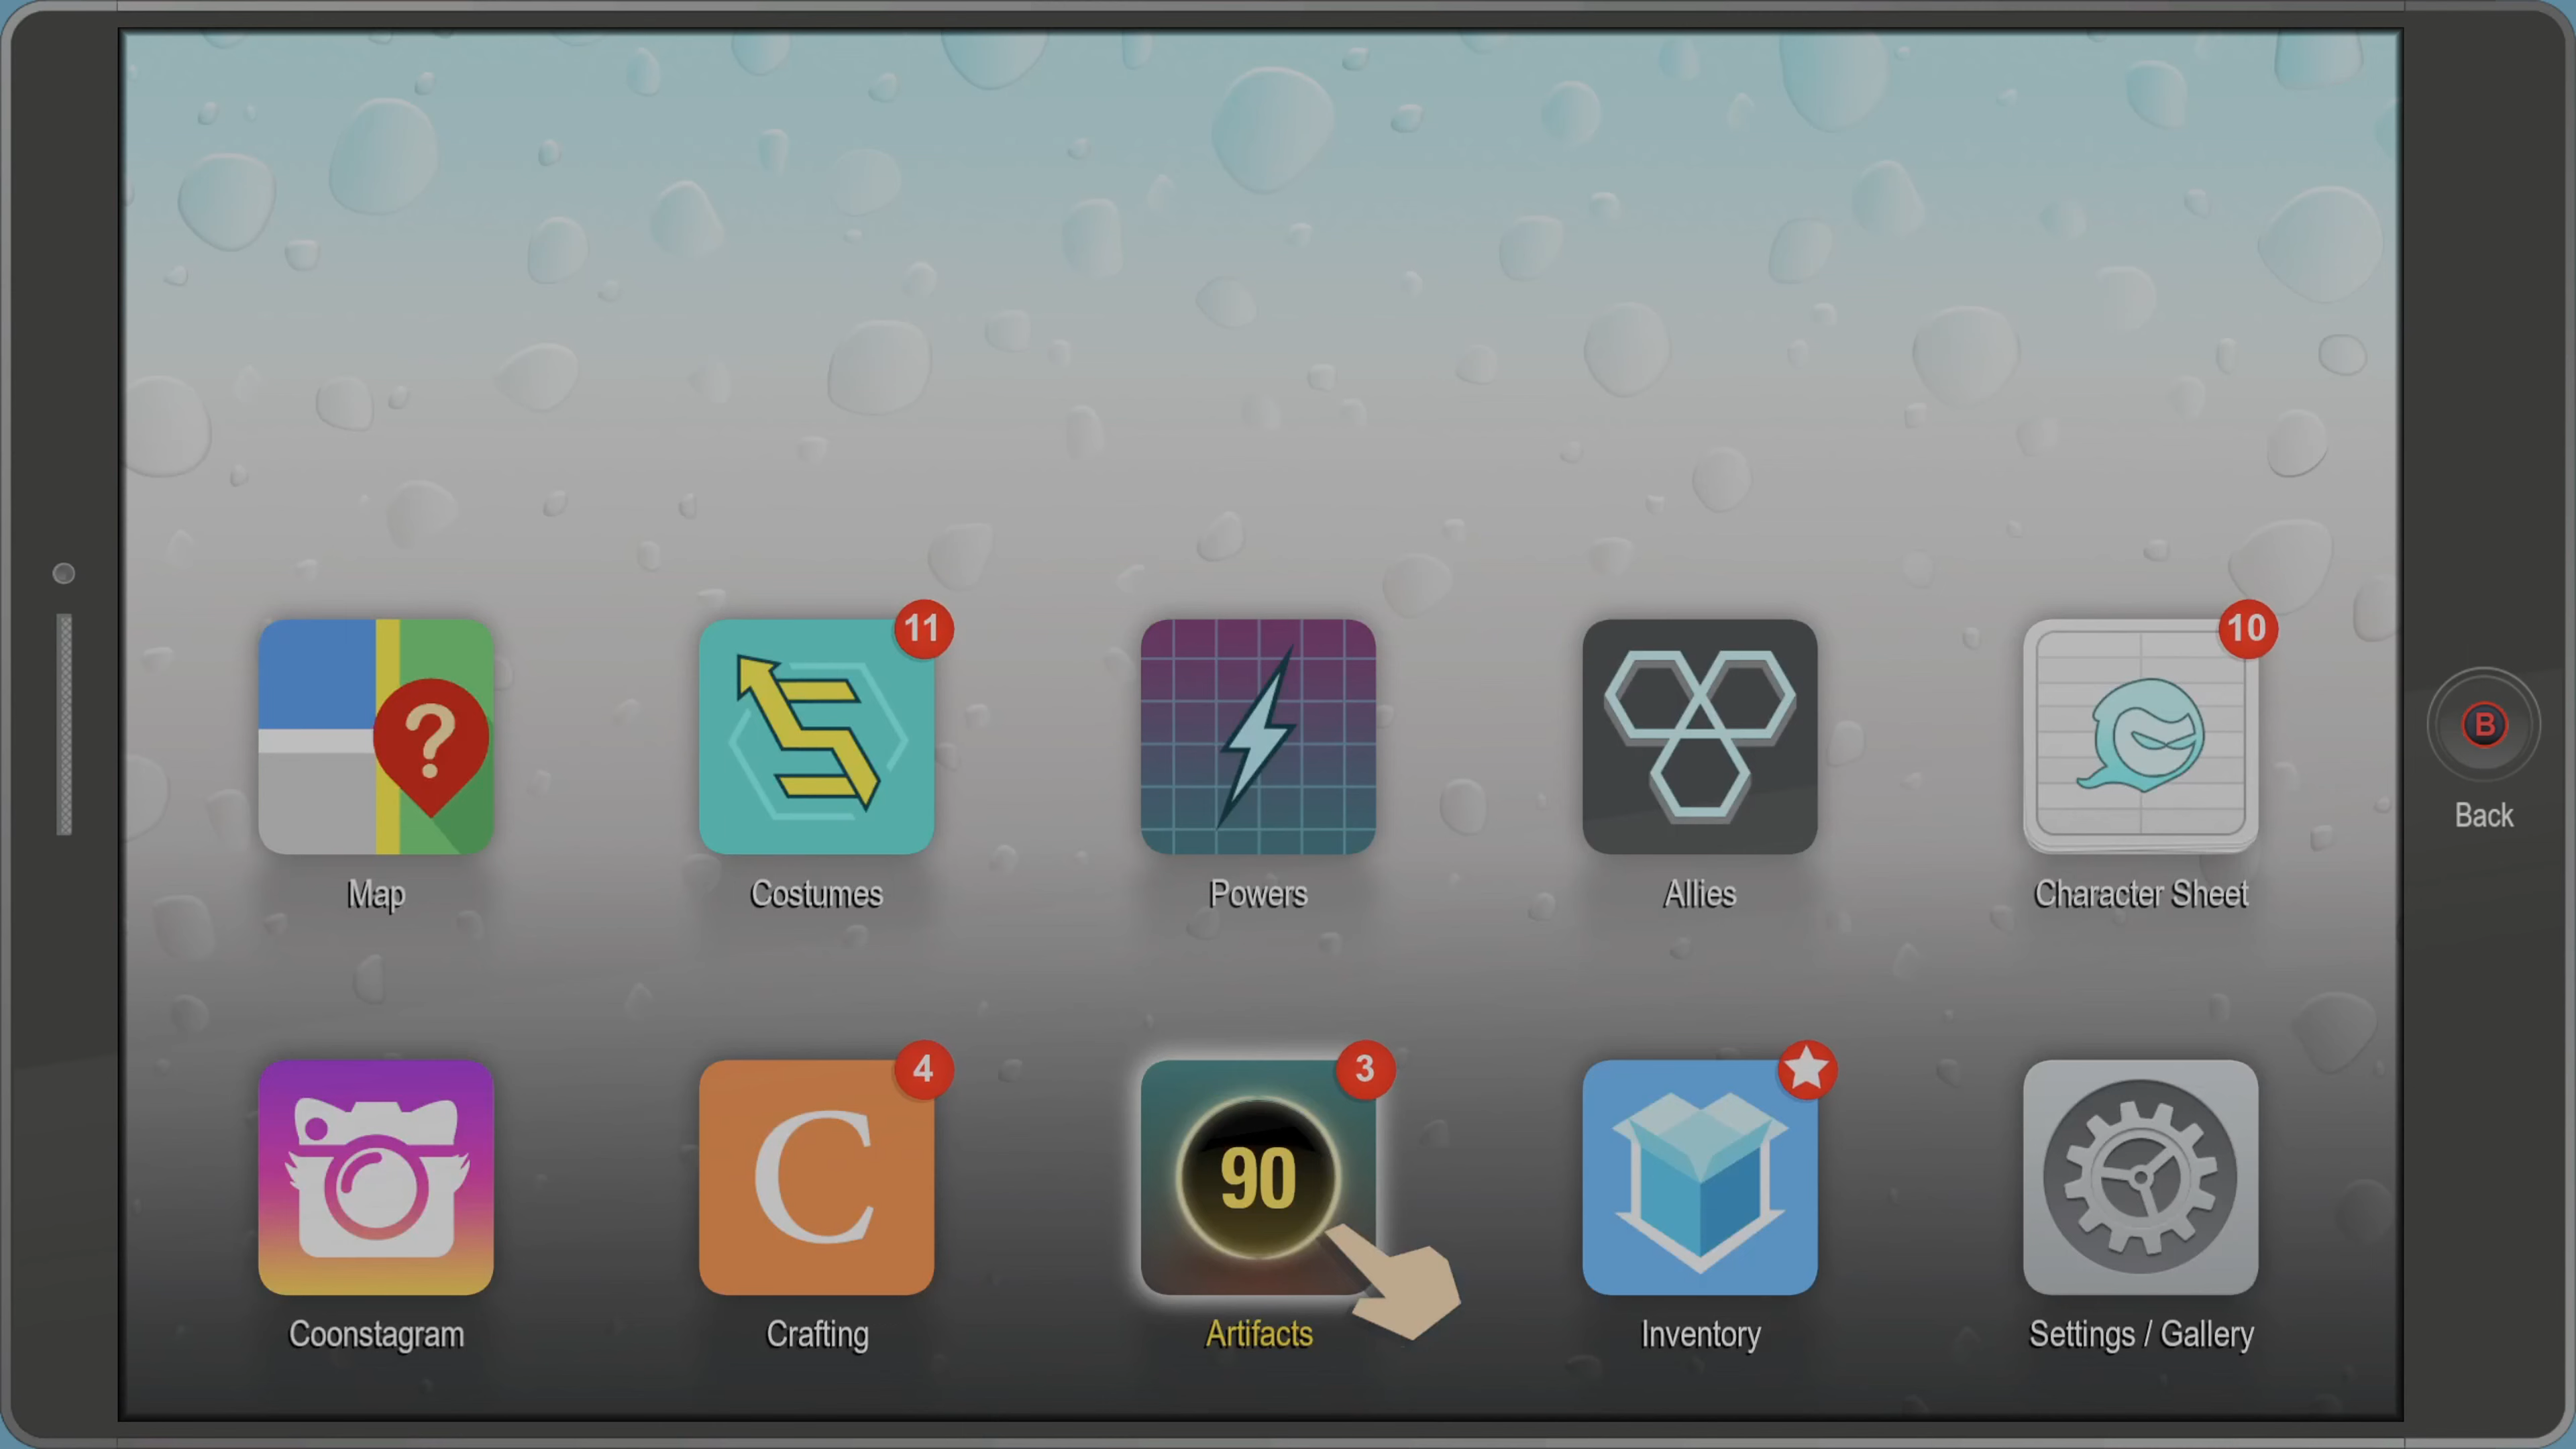 11
10
?
Map
Costumes
Powers
Allies
Character Sheet
B
Back
4
3
C
90
Coonstagram
Crafting
Artifacts
Inventory
Settings / Gallery